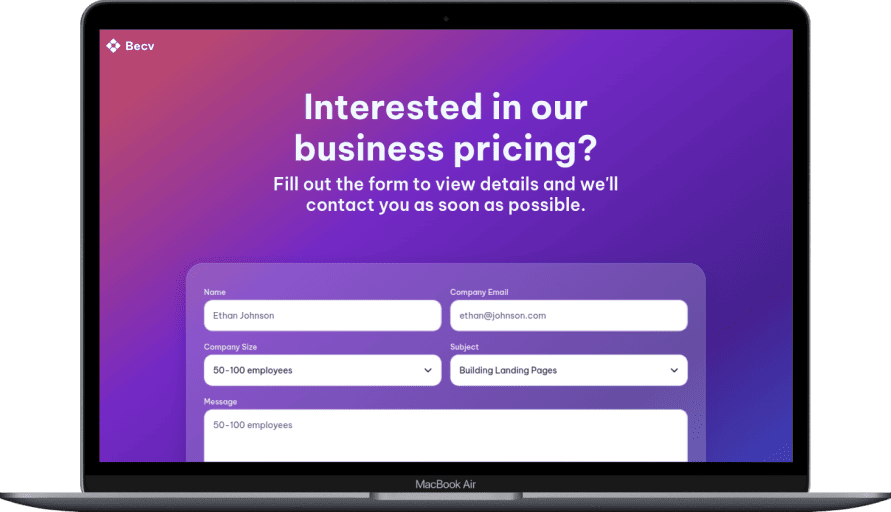 Becv
Interested in our
business pricing?
Fill out the form to view details and we'll
contact you as soon as possible.
Name
Company Email
Ethan Johnson
ethan@johnson.com
Company Size
Subject
50-100 employees
Building Landing Pages
Message
50-100 employees
MacBook Air